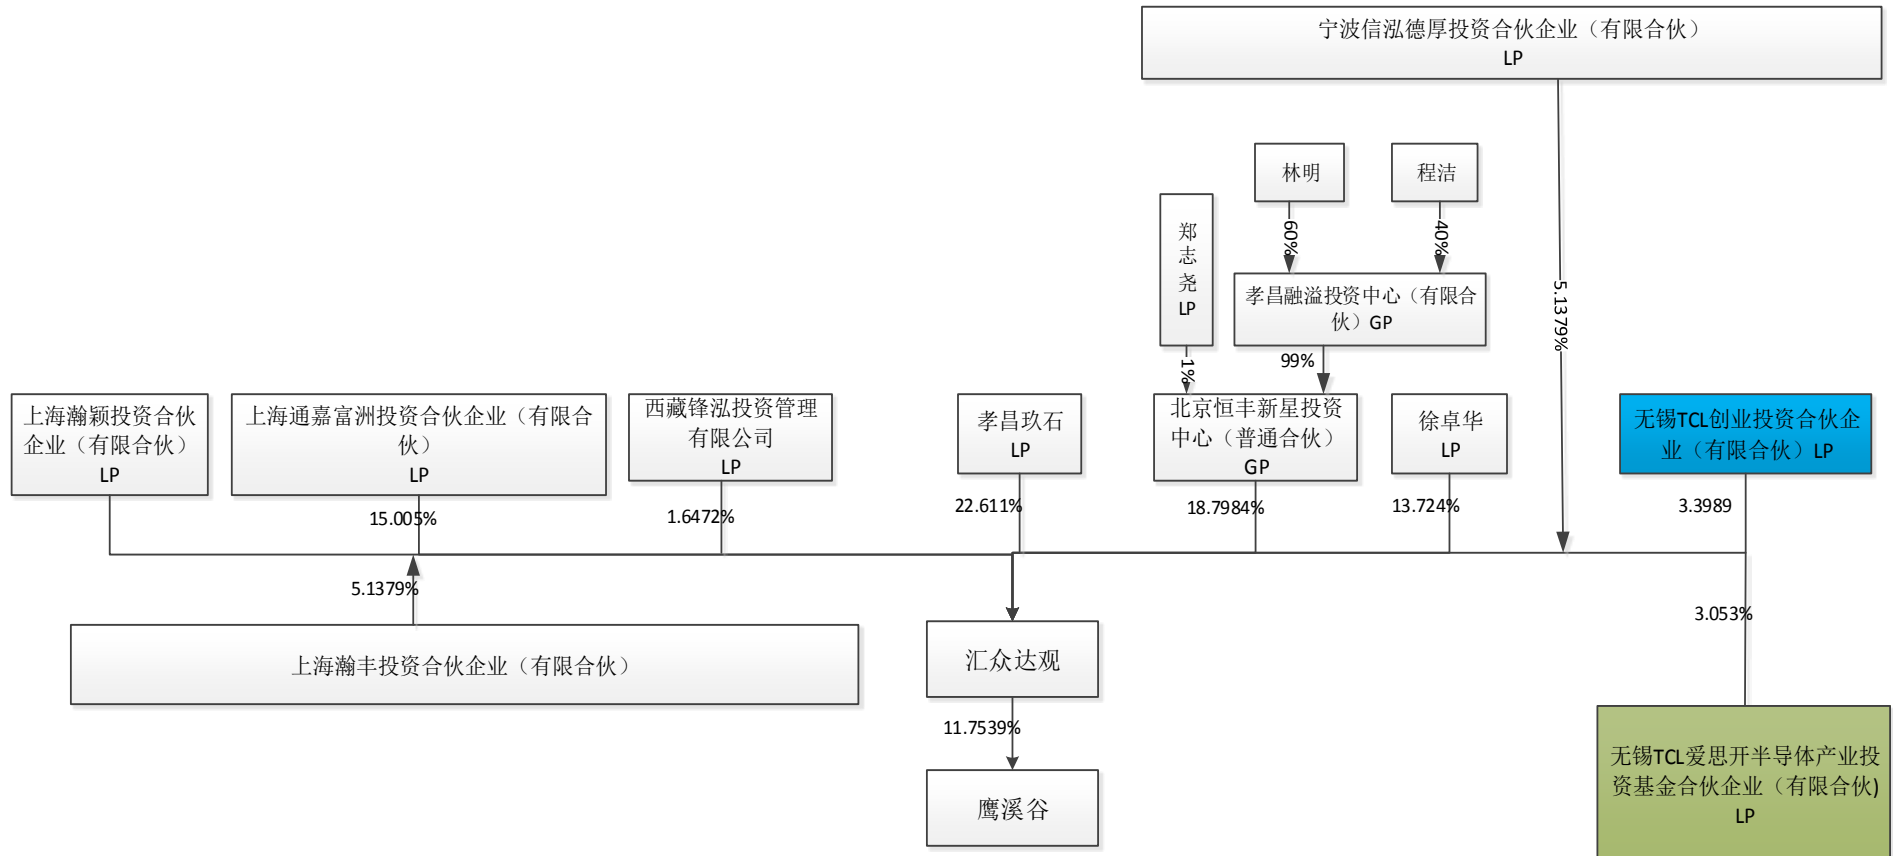 宁波信泓德厚投资合伙企业（有限合伙）
LP
林明
程洁
郑
志
尧
LP
60%
40%
孝昌融溢投资中心（有限合
伙）GP
5.1379%
1%
99%
上海瀚颖投资合伙
企业（有限合伙）
LP
上海通嘉富洲投资合伙企业（有限合
伙）
LP
西藏锋泓投资管理
有限公司
LP
孝昌玖石
LP
北京恒丰新星投资
中心（普通合伙）
GP
徐卓华
LP
无锡TCL创业投资合伙企
业（有限合伙）LP
15.005%
1.6472%
22.611%
18.7984%
13.724%
3.3989
5.1379%
3.053%
上海瀚丰投资合伙企业（有限合伙）
汇众达观
11.7539%
鹰溪谷
无锡TCL爱思开半导体产业投
资基金合伙企业（有限合伙)
LP